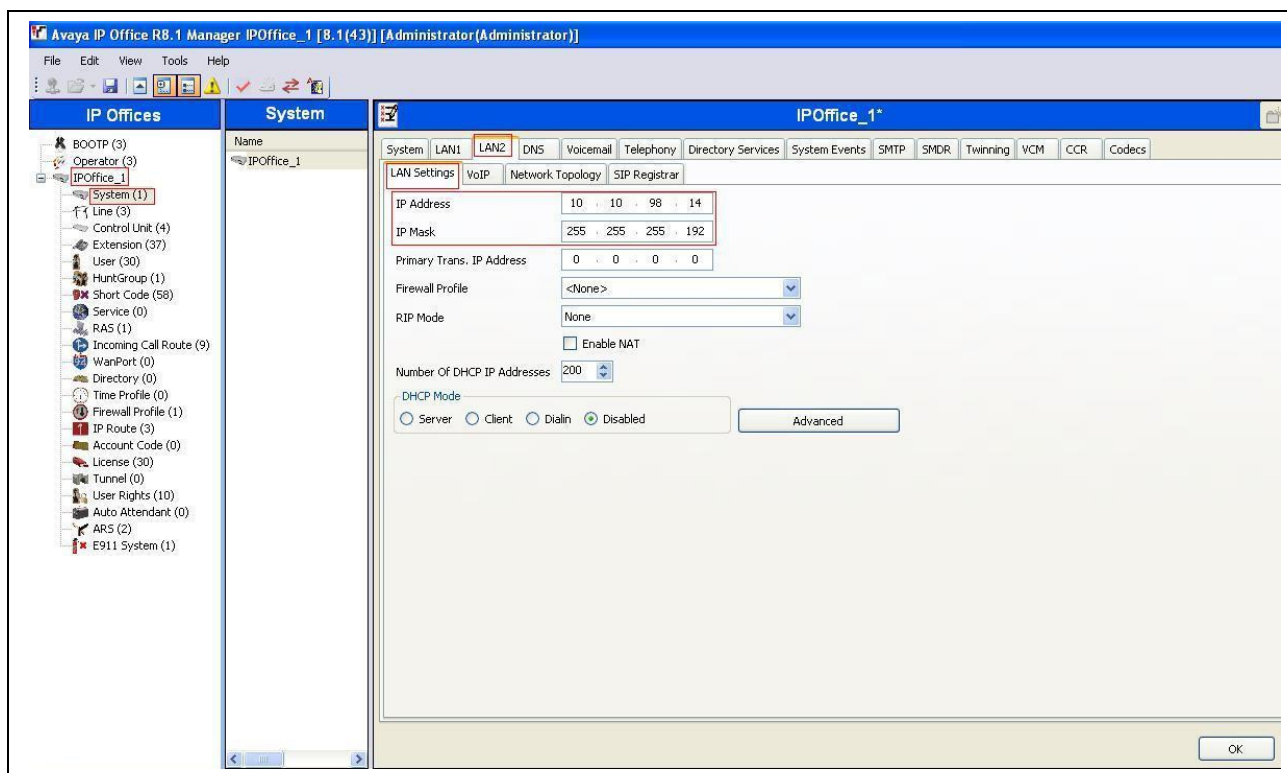 Avaya IP Office R8.1 Manager IPOffice_1 [8.1(43)] [Administrator(Administrator)]
File Edit View Tools Help
IP Offices
BOOTP (3)
Operator (3)
IPOffice_1
System (1)
Line (3)
Control Unit (4)
Extension (37)
User (30)
HuntGroup (1)
Short Code (58)
Service (0)
RAS (1)
Incoming Call Route (9)
WanPort (0)
Directory (0)
Time Profile (0)
Firewall Profile (1)
IP Route (3)
Account Code (0)
License (30)
Tunnel (0)
User Rights (10)
Auto Attendant (0)
ARS (2)
E911 System (1)
System
Name
IPOffice_1
IPOffice_1*
System LAN1 LAN2 DNS Voicemail Telephony Directory Services System Events SMTP SMDR Twinning VCM CCR Codecs
LAN Settings VoIP Network Topology SIP Registrar
IP Address 10 . 10 . 98 . 14
IP Mask 255 . 255 . 255 . 192
Primary Trans. IP Address 0 . 0 . 0 . 0
Firewall Profile <None>
RIP Mode None
Enable NAT
Number Of DHCP IP Addresses 200
DHCP Mode
Server Client Dialin Disabled
Advanced
OK